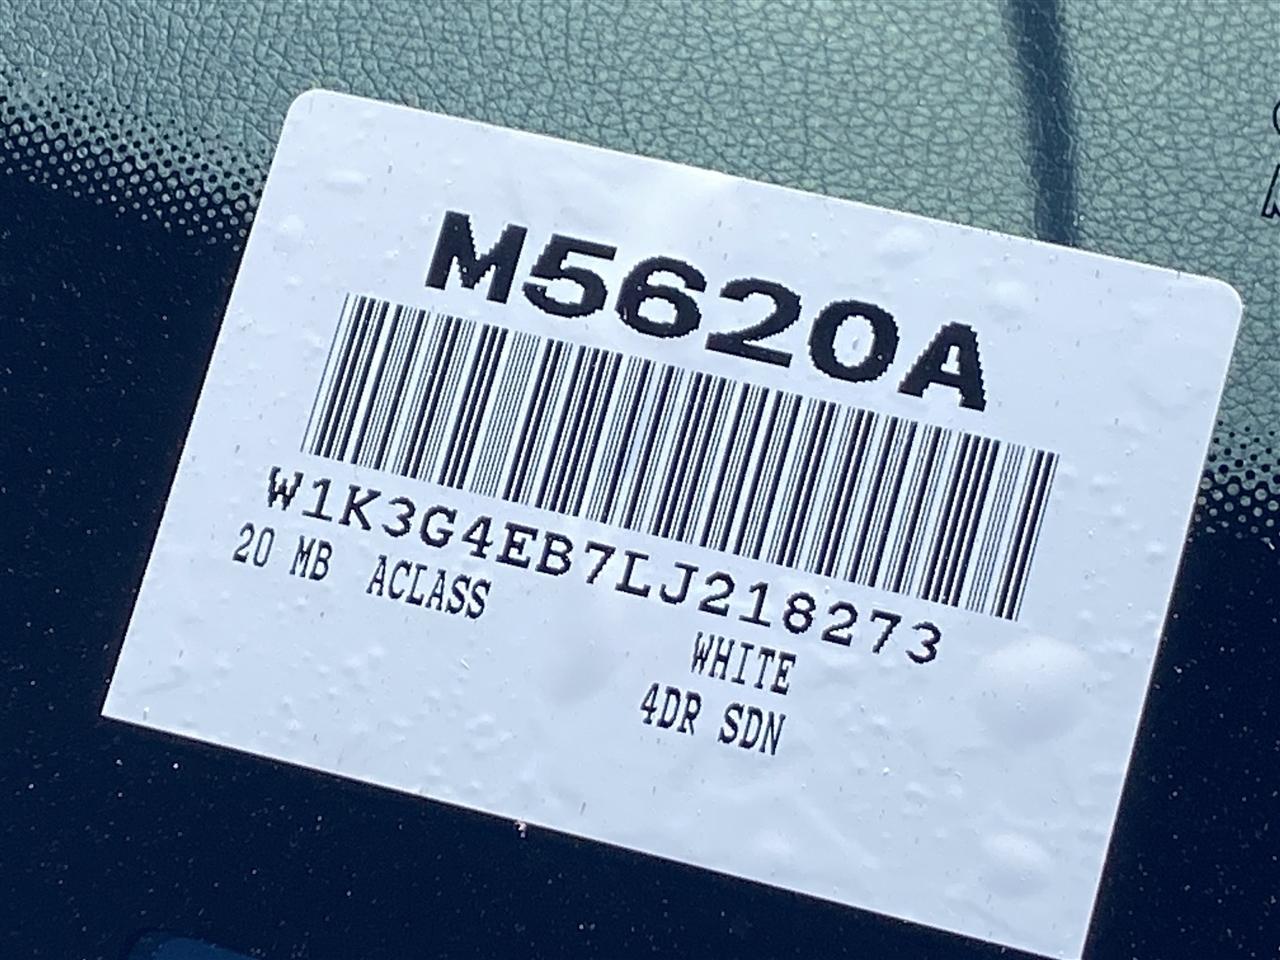 M5620A
W1K3G4EB7LJ218273
20 MB ACLASS
WHITE
4DR SDN